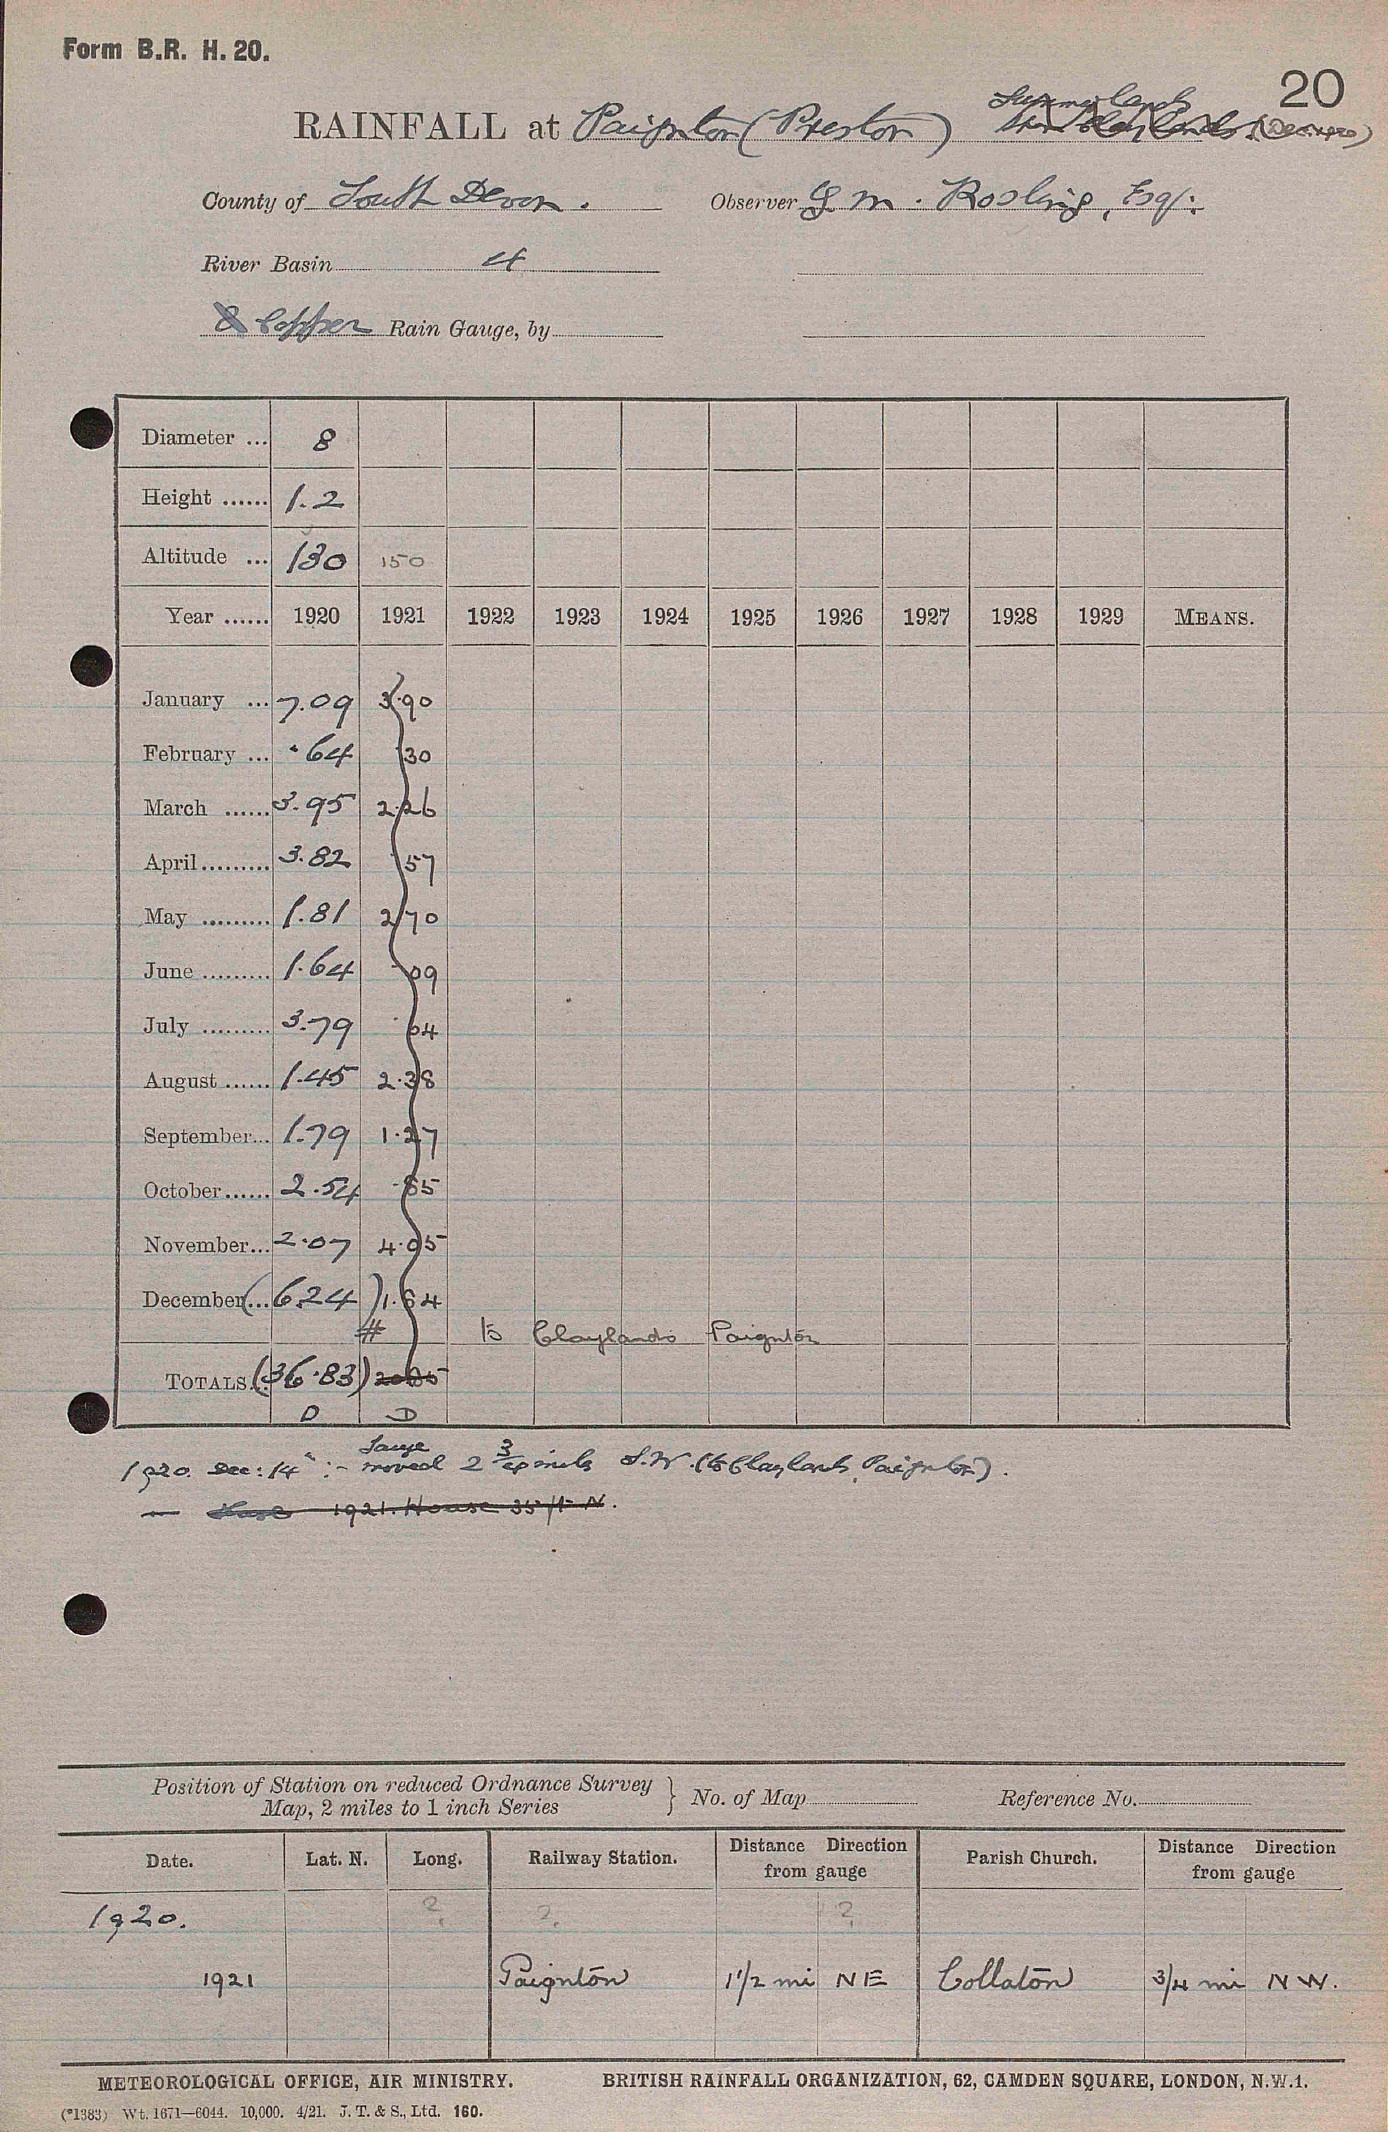 Form B.R. H. 20.
20
Summerlands
RAINFALL at Paignton (Preston)
County of South Devon. Observer G. M. Rosling, Esq.
River Basin 4
8 Copper Rain Gauge, by
Diameter ... 8
Height ...... 1.2
Altitude ... 130 150
Year ...... 1920 1921 1922 1923 1924 1925 1926 1927 1928 1929 MEANS.
January ... 7.09 3.90
February ... .64 .30
March ...... 3.95 2.26
April ......... 3.82 .57
May ......... 1.81 2.70
June ......... 1.64 .09
July ......... 3.79 .64
August ...... 1.45 2.38
September... 1.79 1.27
October ...... 2.54 .85
November... 2.07 4.05
December... (6.24) 1.64
# to Claylands Paignton
TOTALS... (36.83)
D D
Gauge
1920. Dec: 14th :- moved 2 3/4 miles S.W. (to Claylands, Paignton).
— 1921. House 35 ft N.
Position of Station on reduced Ordnance Survey Map, 2 miles to 1 inch Series } No. of Map Reference No.
Date. Lat. N. Long. Railway Station. Distance Direction from gauge Parish Church. Distance Direction from gauge
1920. ? ? ?
1921 Paignton 1 1/2 mi NE Collaton 3/4 mi NW.
METEOROLOGICAL OFFICE, AIR MINISTRY. BRITISH RAINFALL ORGANIZATION, 62, CAMDEN SQUARE, LONDON, N.W.1.
(*1383) Wt. 1671—6044. 10,000. 4/21. J. T. & S., Ltd. 160.